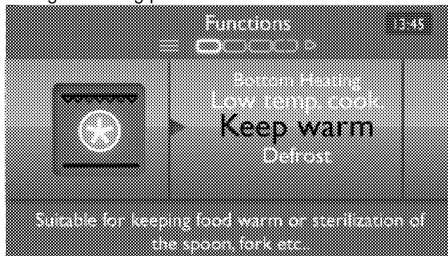 Functions
13:45
Bottom Heating
Low temp. cook.
Keep warm
Defrost
Suitable for keeping food warm or sterilization of
the spoon, fork etc..